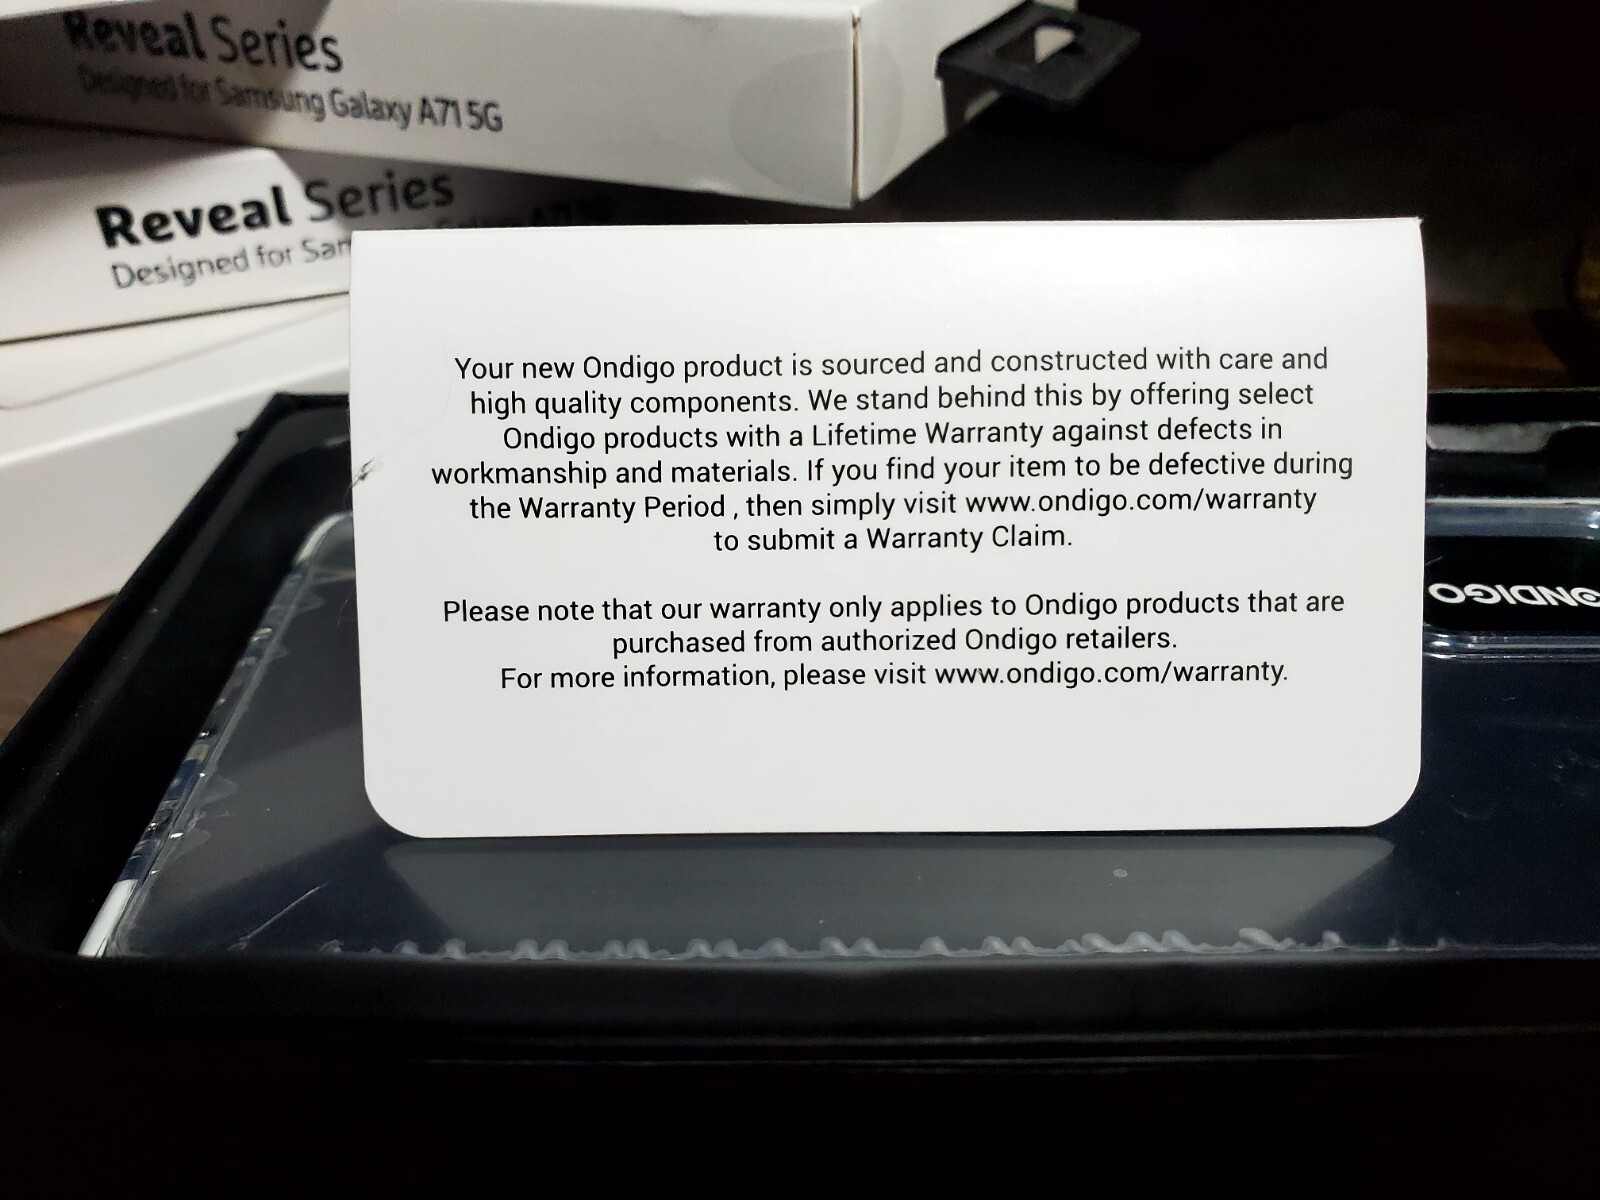 Reveal Series
Designed for Samsung Galaxy A71 5G
Reveal Series
Designed for Sam
Your new Ondigo product is sourced and constructed with care and
high quality components. We stand behind this by offering select
Ondigo products with a Lifetime Warranty against defects in
workmanship and materials. If you find your item to be defective during
the Warranty Period , then simply visit www.ondigo.com/warranty
to submit a Warranty Claim.
Please note that our warranty only applies to Ondigo products that are
purchased from authorized Ondigo retailers.
For more information, please visit www.ondigo.com/warranty.
ONDIGO